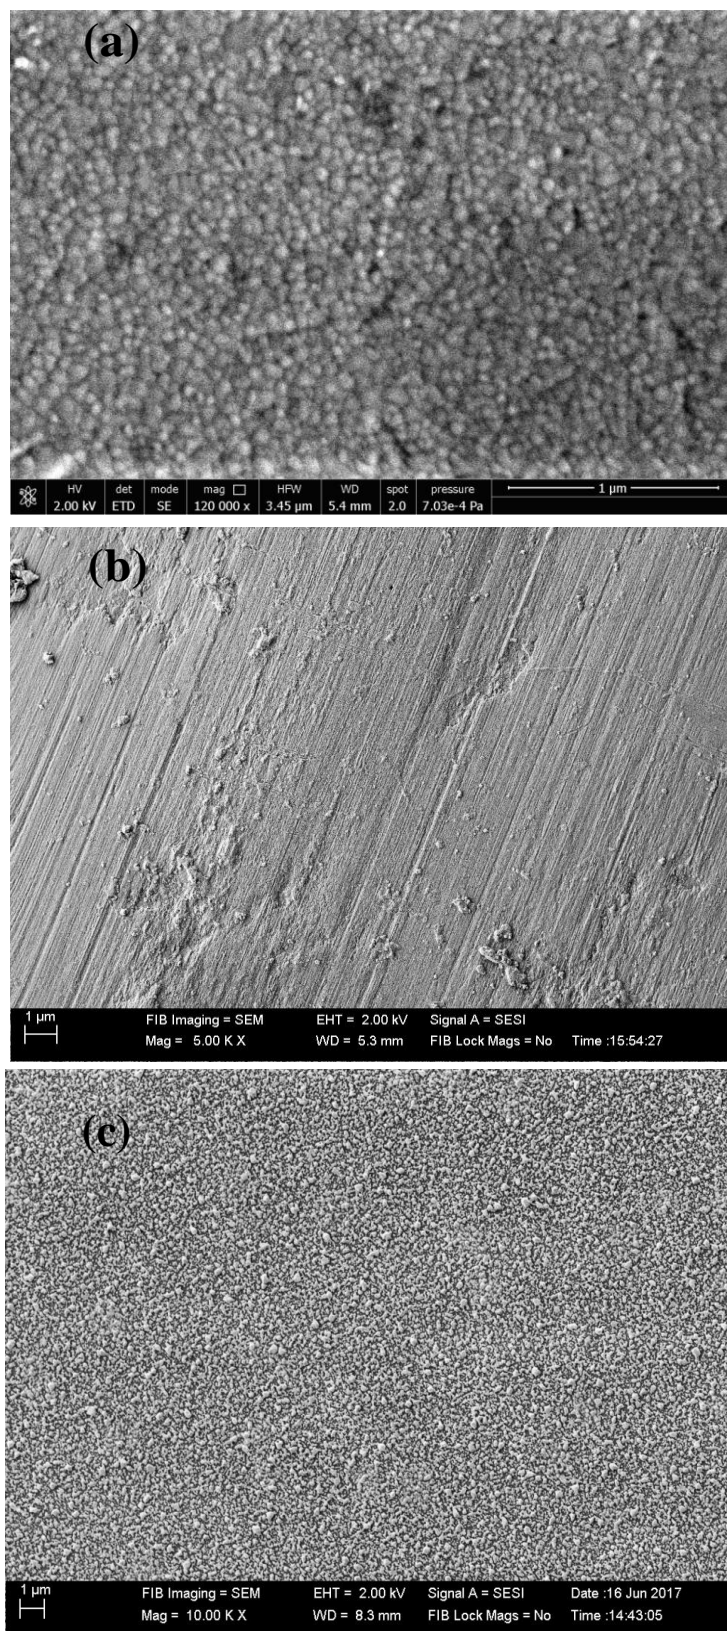 (a)
HV det mode mag HFW WD spot pressure 1 µm
2.00 kV ETD SE 120 000 x 3.45 µm 5.4 mm 2.0 7.03e-4 Pa
(b)
1 µm FIB Imaging = SEM EHT = 2.00 kV Signal A = SESI
Mag = 5.00 K X WD = 5.3 mm FIB Lock Mags = No Time :15:54:27
(c)
1 µm FIB Imaging = SEM EHT = 2.00 kV Signal A = SESI Date :16 Jun 2017
Mag = 10.00 K X WD = 8.3 mm FIB Lock Mags = No Time :14:43:05